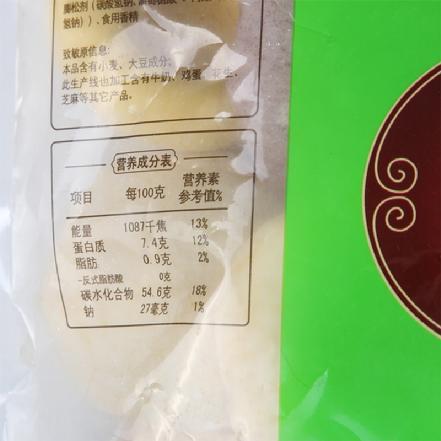 膨松剂（碳酸氢钠、
氢钠））、食用香精
致敏原信息：
本品含有小麦、大豆成分；
此生产线也加工含有牛奶、鸡蛋、花生、
芝麻等其它产品。
营养成分表
项目 每100克 营养素参考值%
能量 1087千焦 13%
蛋白质 7.4克 12%
脂肪 0.9克 2%
-反式脂肪酸 0克
碳水化合物 54.6克 18%
钠 27毫克 1%